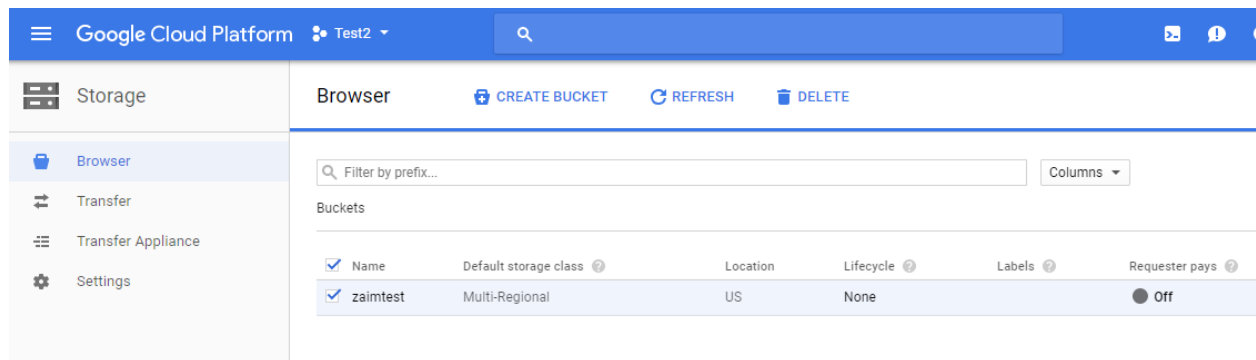 Google Cloud Platform Test2
Storage
Browser CREATE BUCKET REFRESH DELETE
Browser
Transfer
Transfer Appliance
Settings
Filter by prefix... Columns
Buckets
Name Default storage class Location Lifecycle Labels Requester pays
zaimtest Multi-Regional US None Off